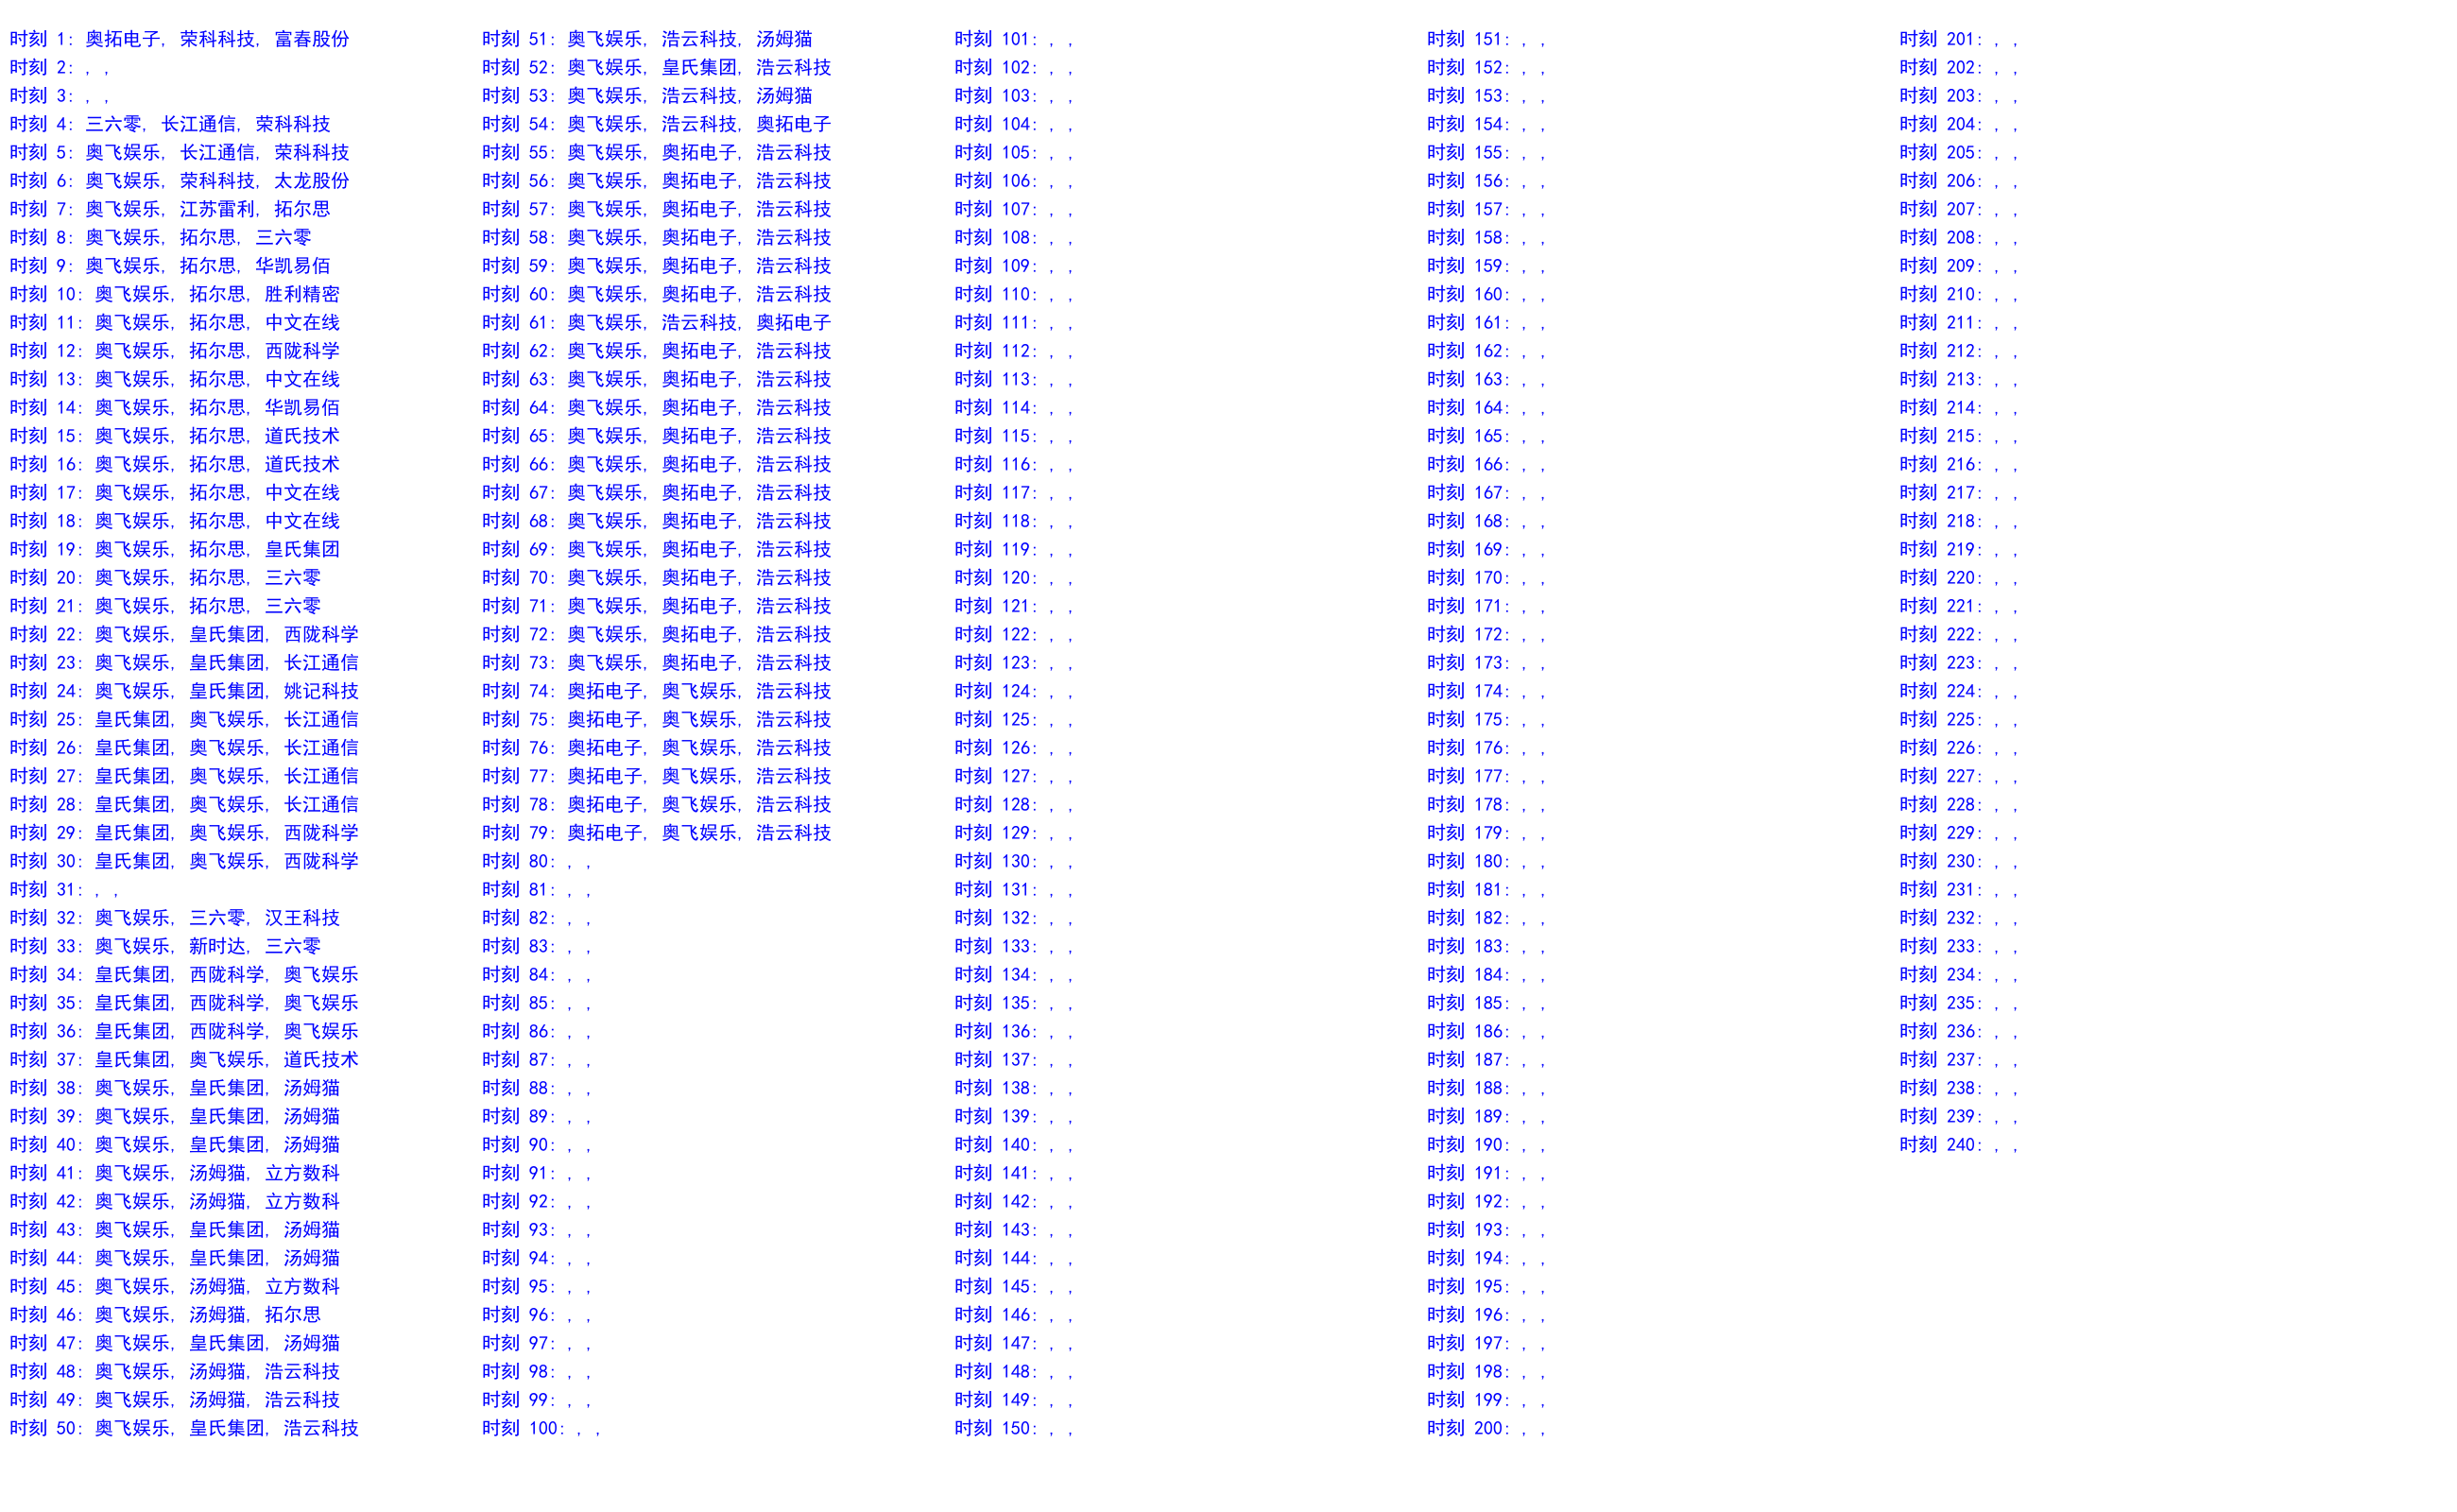 时刻 1: 奥拓电子, 荣科科技, 富春股份
时刻 2: , ,
时刻 3: , ,
时刻 4: 三六零, 长江通信, 荣科科技
时刻 5: 奥飞娱乐, 长江通信, 荣科科技
时刻 6: 奥飞娱乐, 荣科科技, 太龙股份
时刻 7: 奥飞娱乐, 江苏雷利, 拓尔思
时刻 8: 奥飞娱乐, 拓尔思, 三六零
时刻 9: 奥飞娱乐, 拓尔思, 华凯易佰
时刻 10: 奥飞娱乐, 拓尔思, 胜利精密
时刻 11: 奥飞娱乐, 拓尔思, 中文在线
时刻 12: 奥飞娱乐, 拓尔思, 西陇科学
时刻 13: 奥飞娱乐, 拓尔思, 中文在线
时刻 14: 奥飞娱乐, 拓尔思, 华凯易佰
时刻 15: 奥飞娱乐, 拓尔思, 道氏技术
时刻 16: 奥飞娱乐, 拓尔思, 道氏技术
时刻 17: 奥飞娱乐, 拓尔思, 中文在线
时刻 18: 奥飞娱乐, 拓尔思, 中文在线
时刻 19: 奥飞娱乐, 拓尔思, 皇氏集团
时刻 20: 奥飞娱乐, 拓尔思, 三六零
时刻 21: 奥飞娱乐, 拓尔思, 三六零
时刻 22: 奥飞娱乐, 皇氏集团, 西陇科学
时刻 23: 奥飞娱乐, 皇氏集团, 长江通信
时刻 24: 奥飞娱乐, 皇氏集团, 姚记科技
时刻 25: 皇氏集团, 奥飞娱乐, 长江通信
时刻 26: 皇氏集团, 奥飞娱乐, 长江通信
时刻 27: 皇氏集团, 奥飞娱乐, 长江通信
时刻 28: 皇氏集团, 奥飞娱乐, 长江通信
时刻 29: 皇氏集团, 奥飞娱乐, 西陇科学
时刻 30: 皇氏集团, 奥飞娱乐, 西陇科学
时刻 31: , ,
时刻 32: 奥飞娱乐, 三六零, 汉王科技
时刻 33: 奥飞娱乐, 新时达, 三六零
时刻 34: 皇氏集团, 西陇科学, 奥飞娱乐
时刻 35: 皇氏集团, 西陇科学, 奥飞娱乐
时刻 36: 皇氏集团, 西陇科学, 奥飞娱乐
时刻 37: 皇氏集团, 奥飞娱乐, 道氏技术
时刻 38: 奥飞娱乐, 皇氏集团, 汤姆猫
时刻 39: 奥飞娱乐, 皇氏集团, 汤姆猫
时刻 40: 奥飞娱乐, 皇氏集团, 汤姆猫
时刻 41: 奥飞娱乐, 汤姆猫, 立方数科
时刻 42: 奥飞娱乐, 汤姆猫, 立方数科
时刻 43: 奥飞娱乐, 皇氏集团, 汤姆猫
时刻 44: 奥飞娱乐, 皇氏集团, 汤姆猫
时刻 45: 奥飞娱乐, 汤姆猫, 立方数科
时刻 46: 奥飞娱乐, 汤姆猫, 拓尔思
时刻 47: 奥飞娱乐, 皇氏集团, 汤姆猫
时刻 48: 奥飞娱乐, 汤姆猫, 浩云科技
时刻 49: 奥飞娱乐, 汤姆猫, 浩云科技
时刻 50: 奥飞娱乐, 皇氏集团, 浩云科技
时刻 51: 奥飞娱乐, 浩云科技, 汤姆猫
时刻 52: 奥飞娱乐, 皇氏集团, 浩云科技
时刻 53: 奥飞娱乐, 浩云科技, 汤姆猫
时刻 54: 奥飞娱乐, 浩云科技, 奥拓电子
时刻 55: 奥飞娱乐, 奥拓电子, 浩云科技
时刻 56: 奥飞娱乐, 奥拓电子, 浩云科技
时刻 57: 奥飞娱乐, 奥拓电子, 浩云科技
时刻 58: 奥飞娱乐, 奥拓电子, 浩云科技
时刻 59: 奥飞娱乐, 奥拓电子, 浩云科技
时刻 60: 奥飞娱乐, 奥拓电子, 浩云科技
时刻 61: 奥飞娱乐, 浩云科技, 奥拓电子
时刻 62: 奥飞娱乐, 奥拓电子, 浩云科技
时刻 63: 奥飞娱乐, 奥拓电子, 浩云科技
时刻 64: 奥飞娱乐, 奥拓电子, 浩云科技
时刻 65: 奥飞娱乐, 奥拓电子, 浩云科技
时刻 66: 奥飞娱乐, 奥拓电子, 浩云科技
时刻 67: 奥飞娱乐, 奥拓电子, 浩云科技
时刻 68: 奥飞娱乐, 奥拓电子, 浩云科技
时刻 69: 奥飞娱乐, 奥拓电子, 浩云科技
时刻 70: 奥飞娱乐, 奥拓电子, 浩云科技
时刻 71: 奥飞娱乐, 奥拓电子, 浩云科技
时刻 72: 奥飞娱乐, 奥拓电子, 浩云科技
时刻 73: 奥飞娱乐, 奥拓电子, 浩云科技
时刻 74: 奥拓电子, 奥飞娱乐, 浩云科技
时刻 75: 奥拓电子, 奥飞娱乐, 浩云科技
时刻 76: 奥拓电子, 奥飞娱乐, 浩云科技
时刻 77: 奥拓电子, 奥飞娱乐, 浩云科技
时刻 78: 奥拓电子, 奥飞娱乐, 浩云科技
时刻 79: 奥拓电子, 奥飞娱乐, 浩云科技
时刻 80: , ,
时刻 81: , ,
时刻 82: , ,
时刻 83: , ,
时刻 84: , ,
时刻 85: , ,
时刻 86: , ,
时刻 87: , ,
时刻 88: , ,
时刻 89: , ,
时刻 90: , ,
时刻 91: , ,
时刻 92: , ,
时刻 93: , ,
时刻 94: , ,
时刻 95: , ,
时刻 96: , ,
时刻 97: , ,
时刻 98: , ,
时刻 99: , ,
时刻 100: , ,
时刻 101: , ,
时刻 102: , ,
时刻 103: , ,
时刻 104: , ,
时刻 105: , ,
时刻 106: , ,
时刻 107: , ,
时刻 108: , ,
时刻 109: , ,
时刻 110: , ,
时刻 111: , ,
时刻 112: , ,
时刻 113: , ,
时刻 114: , ,
时刻 115: , ,
时刻 116: , ,
时刻 117: , ,
时刻 118: , ,
时刻 119: , ,
时刻 120: , ,
时刻 121: , ,
时刻 122: , ,
时刻 123: , ,
时刻 124: , ,
时刻 125: , ,
时刻 126: , ,
时刻 127: , ,
时刻 128: , ,
时刻 129: , ,
时刻 130: , ,
时刻 131: , ,
时刻 132: , ,
时刻 133: , ,
时刻 134: , ,
时刻 135: , ,
时刻 136: , ,
时刻 137: , ,
时刻 138: , ,
时刻 139: , ,
时刻 140: , ,
时刻 141: , ,
时刻 142: , ,
时刻 143: , ,
时刻 144: , ,
时刻 145: , ,
时刻 146: , ,
时刻 147: , ,
时刻 148: , ,
时刻 149: , ,
时刻 150: , ,
时刻 151: , ,
时刻 152: , ,
时刻 153: , ,
时刻 154: , ,
时刻 155: , ,
时刻 156: , ,
时刻 157: , ,
时刻 158: , ,
时刻 159: , ,
时刻 160: , ,
时刻 161: , ,
时刻 162: , ,
时刻 163: , ,
时刻 164: , ,
时刻 165: , ,
时刻 166: , ,
时刻 167: , ,
时刻 168: , ,
时刻 169: , ,
时刻 170: , ,
时刻 171: , ,
时刻 172: , ,
时刻 173: , ,
时刻 174: , ,
时刻 175: , ,
时刻 176: , ,
时刻 177: , ,
时刻 178: , ,
时刻 179: , ,
时刻 180: , ,
时刻 181: , ,
时刻 182: , ,
时刻 183: , ,
时刻 184: , ,
时刻 185: , ,
时刻 186: , ,
时刻 187: , ,
时刻 188: , ,
时刻 189: , ,
时刻 190: , ,
时刻 191: , ,
时刻 192: , ,
时刻 193: , ,
时刻 194: , ,
时刻 195: , ,
时刻 196: , ,
时刻 197: , ,
时刻 198: , ,
时刻 199: , ,
时刻 200: , ,
时刻 201: , ,
时刻 202: , ,
时刻 203: , ,
时刻 204: , ,
时刻 205: , ,
时刻 206: , ,
时刻 207: , ,
时刻 208: , ,
时刻 209: , ,
时刻 210: , ,
时刻 211: , ,
时刻 212: , ,
时刻 213: , ,
时刻 214: , ,
时刻 215: , ,
时刻 216: , ,
时刻 217: , ,
时刻 218: , ,
时刻 219: , ,
时刻 220: , ,
时刻 221: , ,
时刻 222: , ,
时刻 223: , ,
时刻 224: , ,
时刻 225: , ,
时刻 226: , ,
时刻 227: , ,
时刻 228: , ,
时刻 229: , ,
时刻 230: , ,
时刻 231: , ,
时刻 232: , ,
时刻 233: , ,
时刻 234: , ,
时刻 235: , ,
时刻 236: , ,
时刻 237: , ,
时刻 238: , ,
时刻 239: , ,
时刻 240: , ,